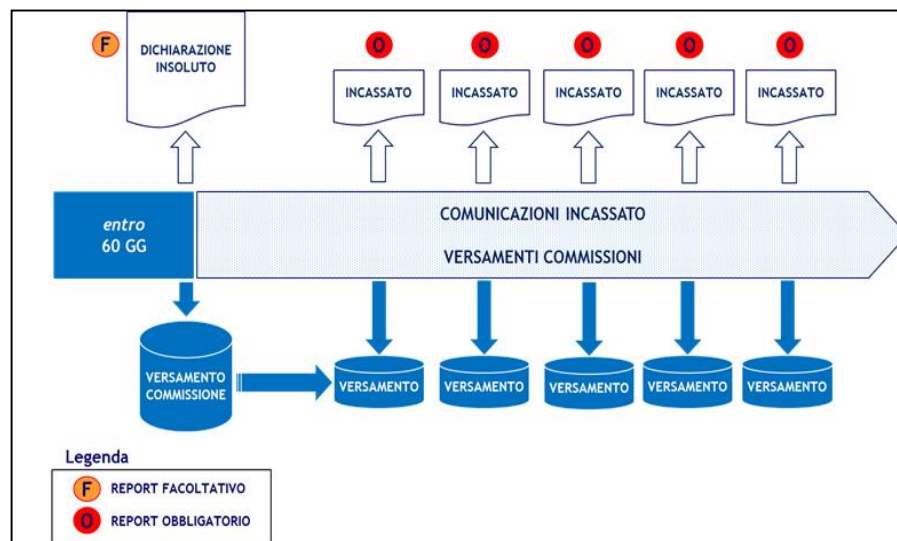 F
DICHIARAZIONE
INSOLUTO
O
O
O
O
O
INCASSATO
INCASSATO
INCASSATO
INCASSATO
INCASSATO
entro
60 GG
COMUNICAZIONI INCASSATO
VERSAMENTI COMMISSIONI
VERSAMENTO
COMMISSIONE
VERSAMENTO
VERSAMENTO
VERSAMENTO
VERSAMENTO
VERSAMENTO
Legenda
F REPORT FACOLTATIVO
O REPORT OBBLIGATORIO